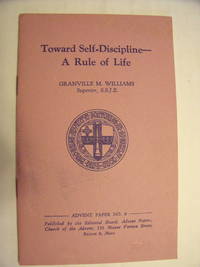 Toward Self-Discipline—
A Rule of Life
GRANVILLE M. WILLIAMS
Superior, S.S.J.E.
ADVENT PAPER NO. 6
Published by the Editorial Board, Advent Papers,
Church of the Advent, 135 Mount Vernon Street
Boston 8, Mass.